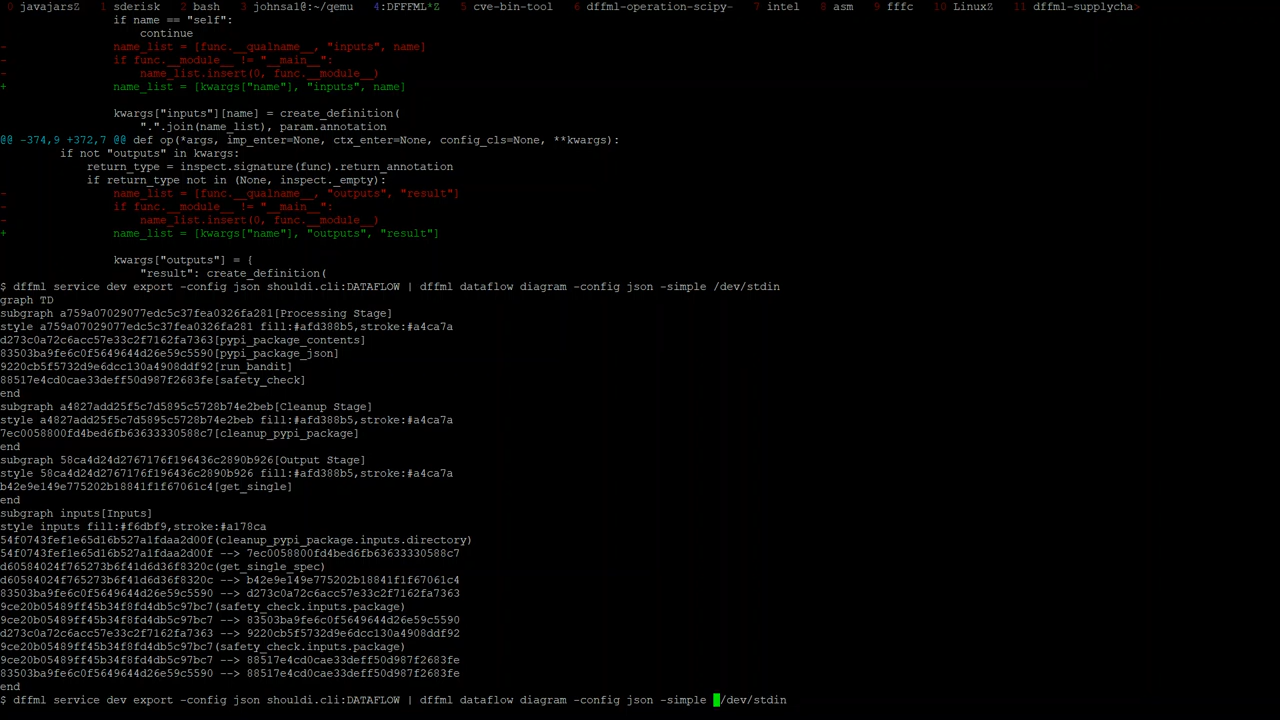 0 javajarsZ  1 sderisk  2 bash  3 johnsal@:~/qemu  4:DFFFML*Z  5 cve-bin-tool  6 dffml-operation-scipy-  7 intel  8 asm  9 fffc  10 LinuxZ  11 dffml-supplycha>
if name == "self":
continue
- name_list = [func.__qualname__, "inputs", name]
- if func.__module__ != "__main__":
- name_list.insert(0, func.__module__)
+ name_list = [kwargs["name"], "inputs", name]
kwargs["inputs"][name] = create_definition(
".".join(name_list), param.annotation
@@ -374,9 +372,7 @@ def op(*args, imp_enter=None, ctx_enter=None, config_cls=None, **kwargs):
if not "outputs" in kwargs:
return_type = inspect.signature(func).return_annotation
if return_type not in (None, inspect._empty):
- name_list = [func.__qualname__, "outputs", "result"]
- if func.__module__ != "__main__":
- name_list.insert(0, func.__module__)
+ name_list = [kwargs["name"], "outputs", "result"]
kwargs["outputs"] = {
"result": create_definition(
$ dffml service dev export -config json shouldi.cli:DATAFLOW | dffml dataflow diagram -config json -simple /dev/stdin
graph TD
subgraph a759a07029077edc5c37fea0326fa281[Processing Stage]
style a759a07029077edc5c37fea0326fa281 fill:#afd388b5,stroke:#a4ca7a
d273c0a72c6acc57e33c2f7162fa7363[pypi_package_contents]
83503ba9fe6c0f5649644d26e59c5590[pypi_package_json]
9220cb5f5732d9e6dcc130a4908ddf92[run_bandit]
88517e4cd0cae33deff50d987f2683fe[safety_check]
end
subgraph a4827add25f5c7d5895c5728b74e2beb[Cleanup Stage]
style a4827add25f5c7d5895c5728b74e2beb fill:#afd388b5,stroke:#a4ca7a
7ec0058800fd4bed6fb63633330588c7[cleanup_pypi_package]
end
subgraph 58ca4d24d2767176f196436c2890b926[Output Stage]
style 58ca4d24d2767176f196436c2890b926 fill:#afd388b5,stroke:#a4ca7a
b42e9e149e775202b18841f1f67061c4[get_single]
end
subgraph inputs[Inputs]
style inputs fill:#f6dbf9,stroke:#a178ca
54f0743fef1e65d16b527a1fdaa2d00f(cleanup_pypi_package.inputs.directory)
54f0743fef1e65d16b527a1fdaa2d00f --> 7ec0058800fd4bed6fb63633330588c7
d60584024f765273b6f41d6d36f8320c(get_single_spec)
d60584024f765273b6f41d6d36f8320c --> b42e9e149e775202b18841f1f67061c4
83503ba9fe6c0f5649644d26e59c5590 --> d273c0a72c6acc57e33c2f7162fa7363
9ce20b05489ff45b34f8fd4db5c97bc7(safety_check.inputs.package)
9ce20b05489ff45b34f8fd4db5c97bc7 --> 83503ba9fe6c0f5649644d26e59c5590
d273c0a72c6acc57e33c2f7162fa7363 --> 9220cb5f5732d9e6dcc130a4908ddf92
9ce20b05489ff45b34f8fd4db5c97bc7(safety_check.inputs.package)
9ce20b05489ff45b34f8fd4db5c97bc7 --> 88517e4cd0cae33deff50d987f2683fe
83503ba9fe6c0f5649644d26e59c5590 --> 88517e4cd0cae33deff50d987f2683fe
end
$ dffml service dev export -config json shouldi.cli:DATAFLOW | dffml dataflow diagram -config json -simple /dev/stdin